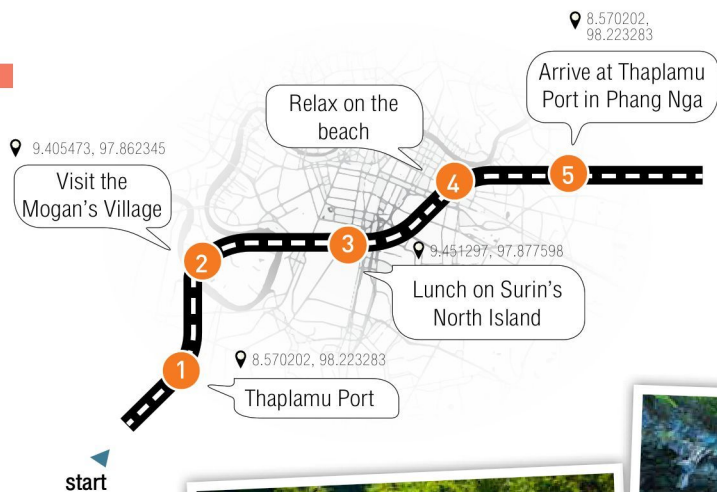 8.570202,
98.223283
Arrive at Thaplamu
Port in Phang Nga
5
Relax on the
beach
4
9.405473, 97.862345
Visit the
Mogan's Village
2
3
9.451297, 97.877598
Lunch on Surin's
North Island
1
8.570202, 98.223283
Thaplamu Port
start